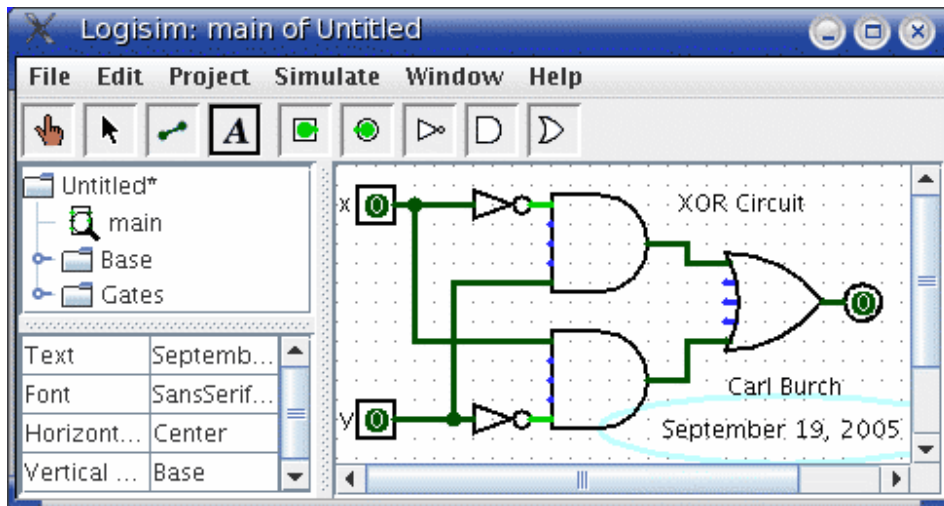 Logisim: main of Untitled
File Edit Project Simulate Window Help
A
Untitled*
main
Base
Gates
Text Septemb...
Font SansSerif...
Horizont... Center
Vertical ... Base
x 0
XOR Circuit
0
y 0
Carl Burch
September 19, 2005